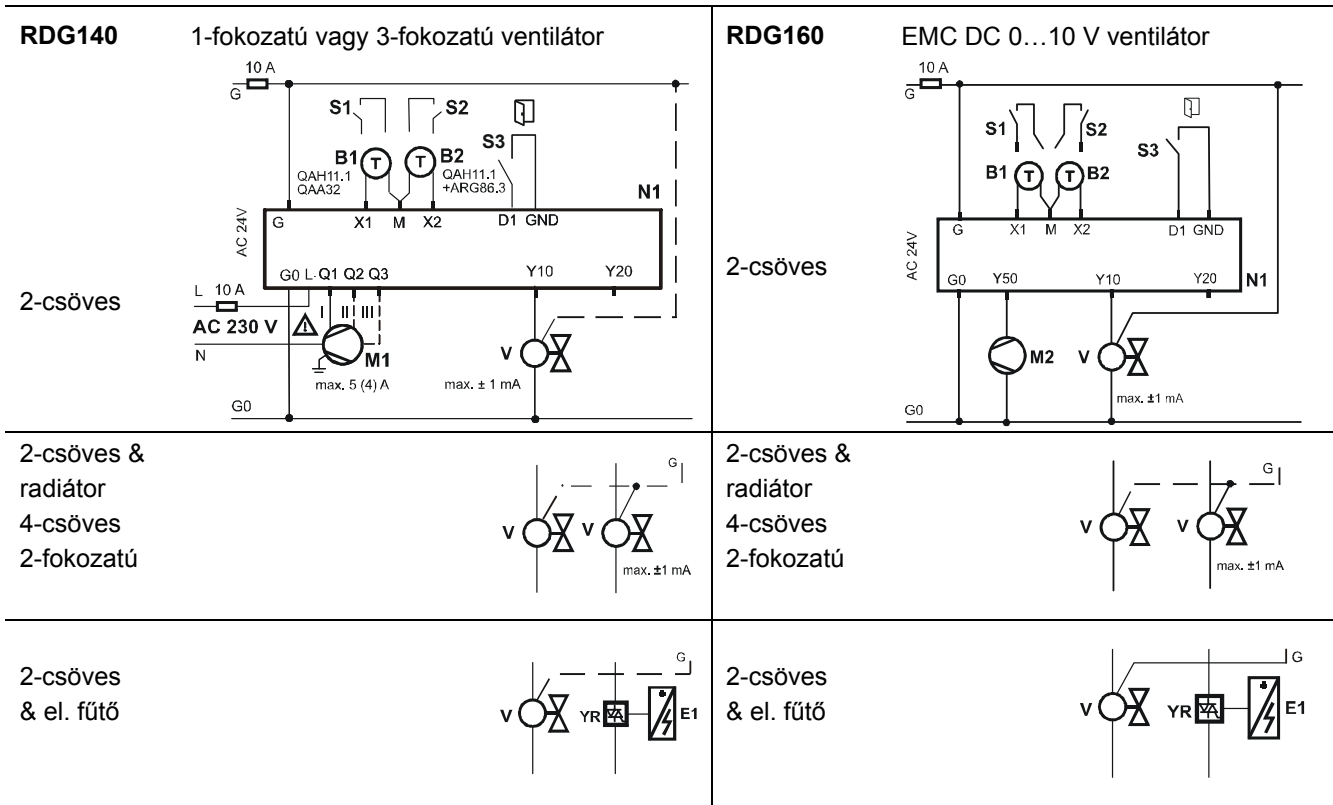 RDG140 1-fokozatú vagy 3-fokozatú ventilátor
10 A
G
S1
S2
S3
B1
T
T
B2
QAH11.1
QAA32
QAH11.1
+ARG86.3
N1
AC 24V
G X1 M X2 D1 GND
G0 L Q1 Q2 Q3 Y10 Y20
2-csöves
L 10 A
AC 230 V
I II III
N
M1
max. 5 (4) A
V
max. ± 1 mA
G0
RDG160 EMC DC 0…10 V ventilátor
10 A
G
S1
S2
S3
B1
T
T
B2
AC 24V
G X1 M X2 D1 GND
2-csöves
G0 Y50 Y10 Y20
N1
M2
V
max. ±1 mA
G0
2-csöves &
radiátor
4-csöves
2-fokozatú
G
V
V
max. ±1 mA
2-csöves &
radiátor
4-csöves
2-fokozatú
G
V
V
max. ±1 mA
2-csöves
& el. fűtő
G
V
YR
E1
2-csöves
& el. fűtő
G
V
YR
E1